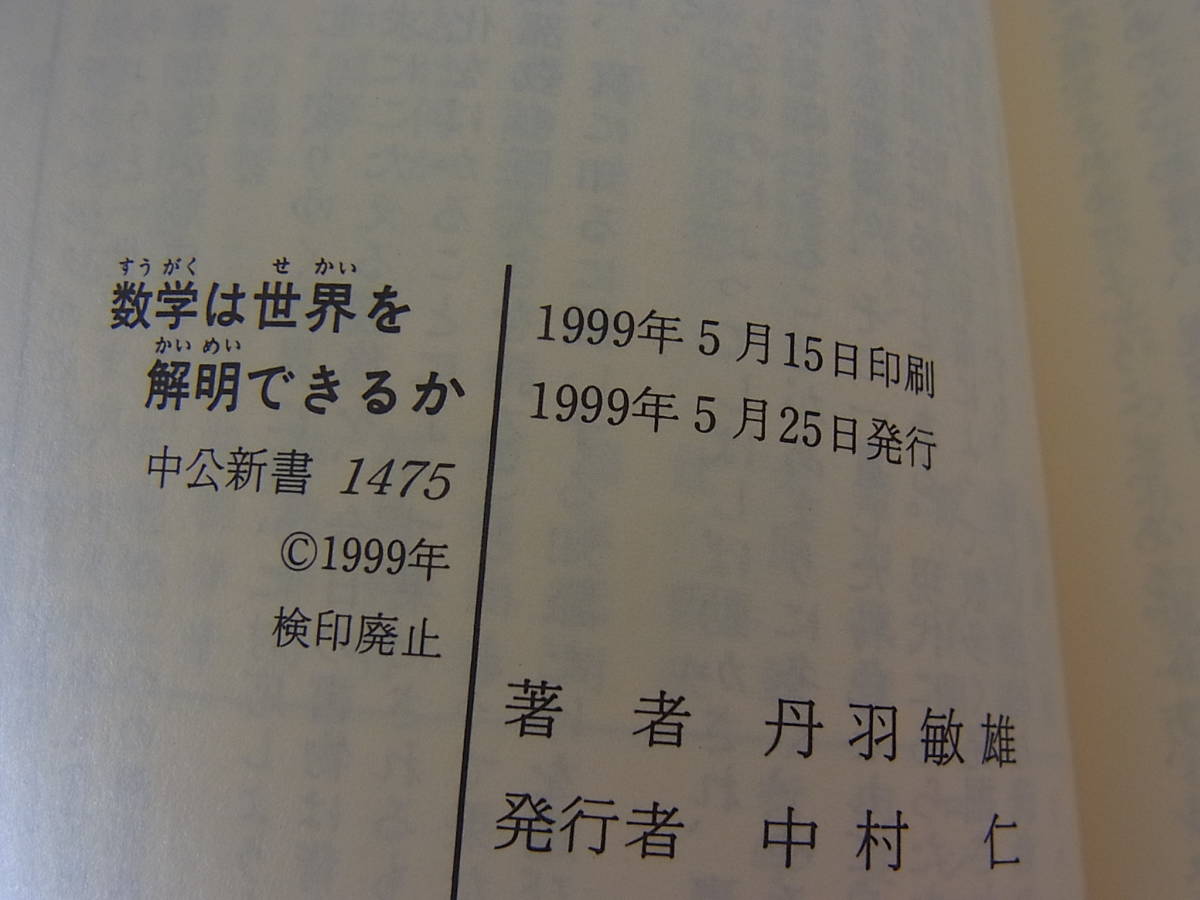 すうがく せ かい
数学は世界を
かいめい
解明できるか
中公新書 1475
©1999年
検印廃止
1999年5月15日印刷
1999年5月25日発行
著者 丹羽敏雄
発行者 中村 仁